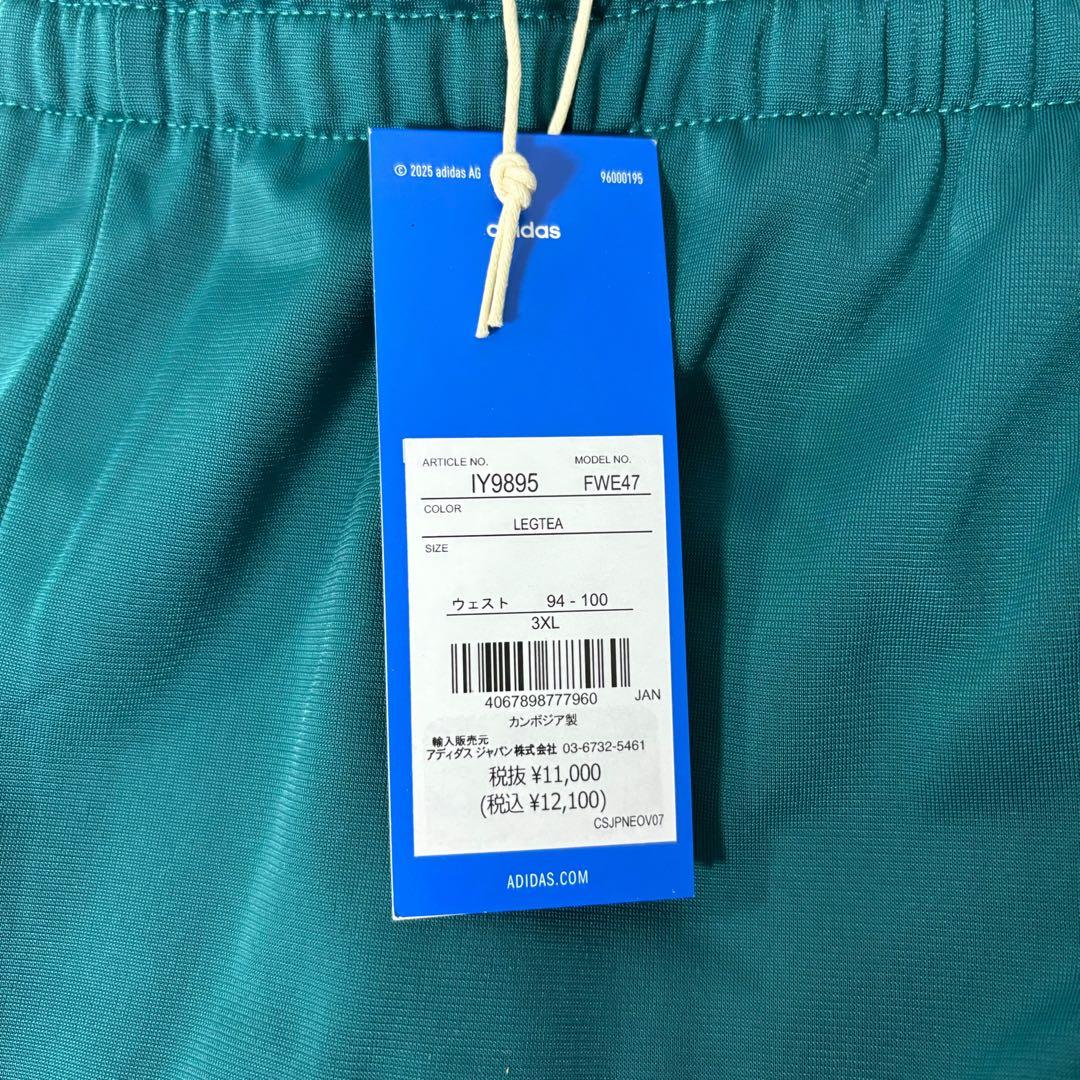 © 2025 adidas AG 96000195
adidas
ARTICLE NO. MODEL NO.
IY9895 FWE47
COLOR
LEGTEA
SIZE
ウェスト 94 - 100
3XL
4067898777960 JAN
カンボジア製
輸入販売元
アディダス ジャパン株式会社 03-6732-5461
税抜 ¥11,000
(税込 ¥12,100)
CSJPNEOV07
ADIDAS.COM